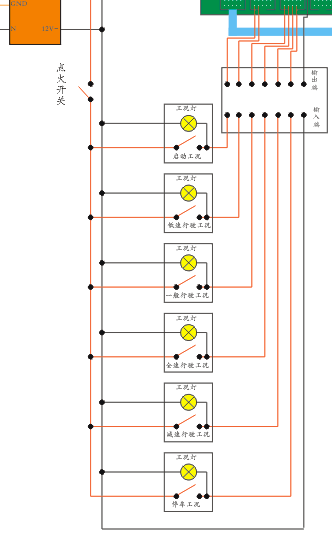 GND
N
12V~
点火开关
输出端
输入端
工况灯
启动工况
工况灯
低速行驶工况
工况灯
一般行驶工况
工况灯
全速行驶工况
工况灯
减速行驶工况
工况灯
停车工况